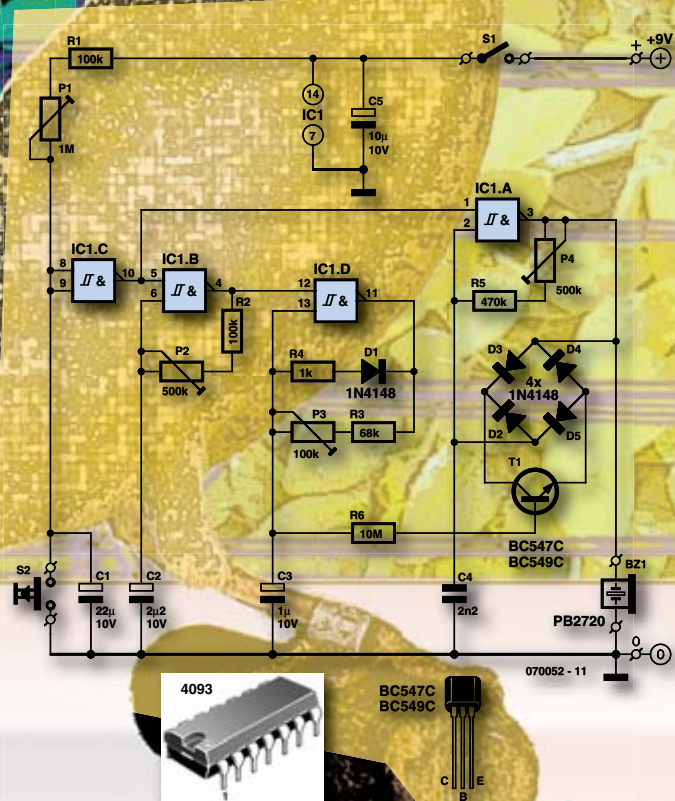 R1
100k
S1
+ +9V
+
P1
1M
14
IC1
7
C5
10µ
10V
IC1.A
1
2
&
3
P4
500k
R5
470k
IC1.C
8
9
&
10
IC1.B
5
6
&
4
R2
100k
P2
500k
IC1.D
12
13
&
11
R4
1k
D1
1N4148
P3
100k
R3
68k
D3
D4
4x
1N4148
D2
D5
T1
BC547C
BC549C
R6
10M
S2
C1
22µ
10V
C2
2µ2
10V
C3
1µ
10V
C4
2n2
BZ1
PB2720
0
0
070052 - 11
4093
1
BC547C
BC549C
C
B
E